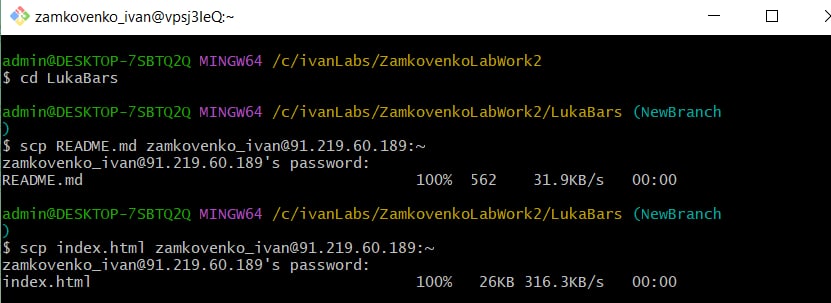 zamkovenko_ivan@vpsj3IeQ:~
admin@DESKTOP-7SBTQ2Q MINGW64 /c/ivanLabs/ZamkovenkoLabWork2
$ cd LukaBars
admin@DESKTOP-7SBTQ2Q MINGW64 /c/ivanLabs/ZamkovenkoLabWork2/LukaBars (NewBranch
)
$ scp README.md zamkovenko_ivan@91.219.60.189:~
zamkovenko_ivan@91.219.60.189's password:
README.md 100% 562 31.9KB/s 00:00
admin@DESKTOP-7SBTQ2Q MINGW64 /c/ivanLabs/ZamkovenkoLabWork2/LukaBars (NewBranch
)
$ scp index.html zamkovenko_ivan@91.219.60.189:~
zamkovenko_ivan@91.219.60.189's password:
index.html 100% 26KB 316.3KB/s 00:00